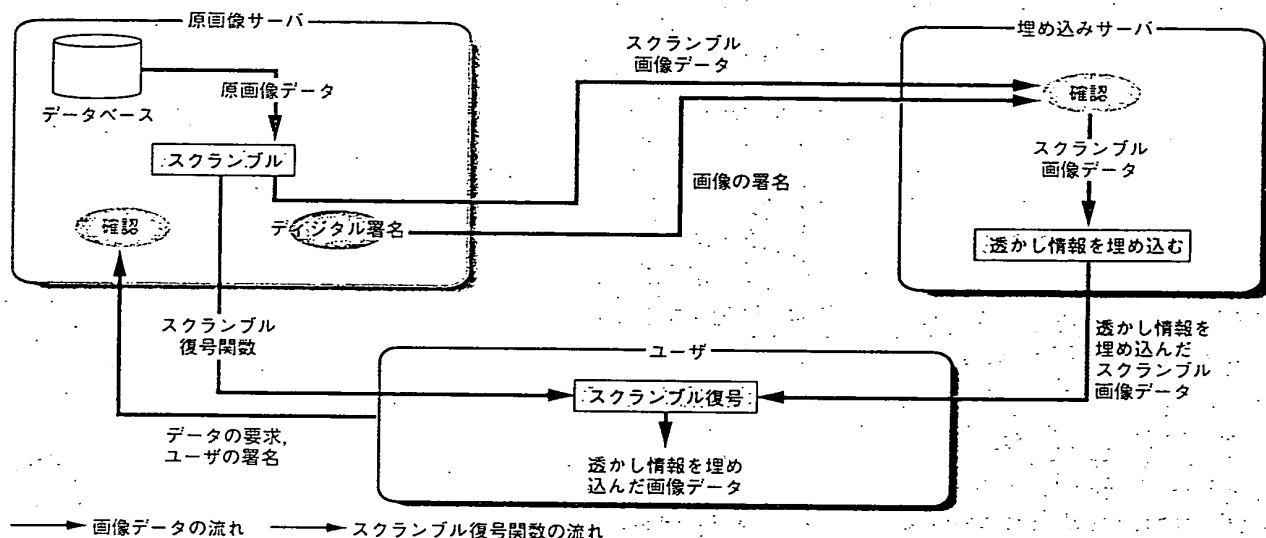 原画像サーバ
データベース
原画像データ
スクランブル
確認
ディジタル署名
スクランブル
画像データ
画像の署名
埋め込みサーバ
確認
スクランブル
画像データ
透かし情報を埋め込む
スクランブル
復号関数
透かし情報を
埋め込んだ
スクランブル
画像データ
ユーザ
スクランブル復号
透かし情報を埋め
込んだ画像データ
データの要求,
ユーザの署名
画像データの流れ
スクランブル復号関数の流れ